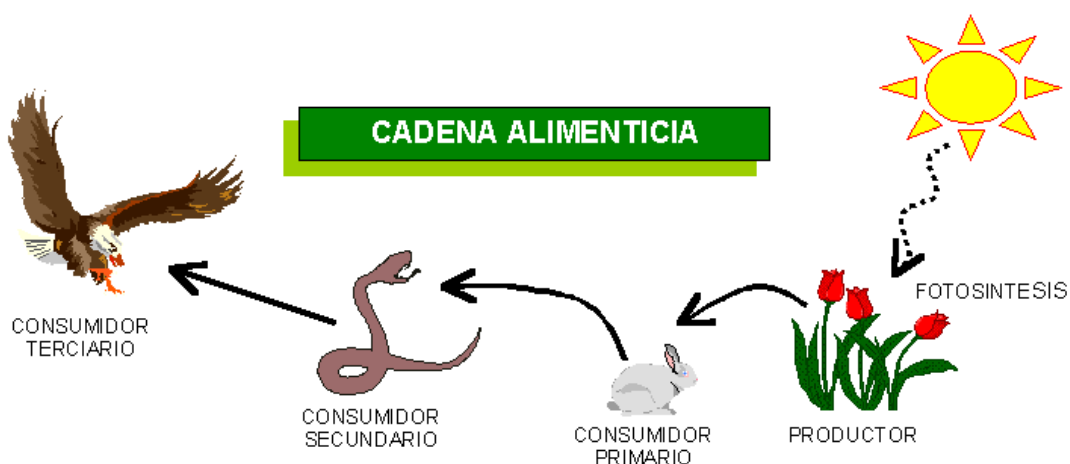 CADENA ALIMENTICIA
FOTOSINTESIS
CONSUMIDOR
TERCIARIO
CONSUMIDOR
SECUNDARIO
CONSUMIDOR
PRIMARIO
PRODUCTOR